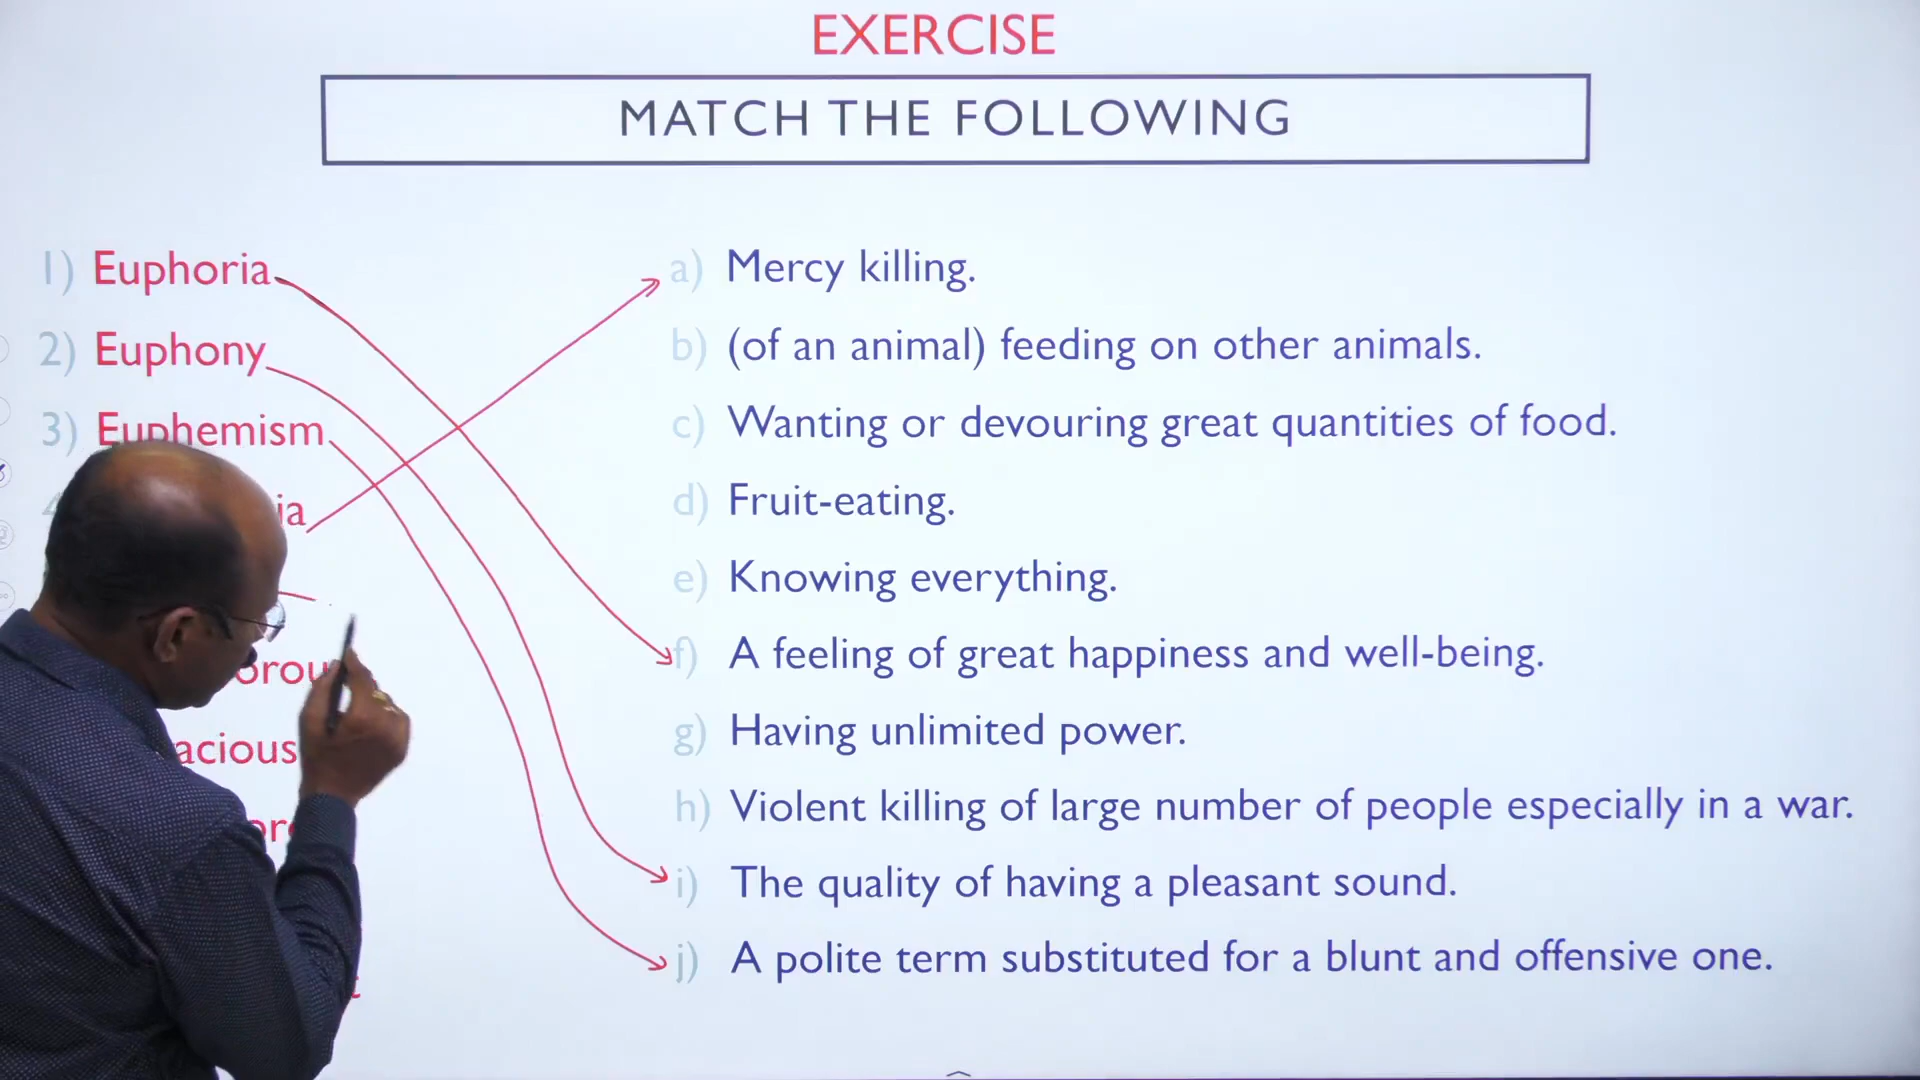 EXERCISE
MATCH THE FOLLOWING
1) Euphoria
2) Euphony
3) Euphemism
a) Mercy killing.
b) (of an animal) feeding on other animals.
c) Wanting or devouring great quantities of food.
d) Fruit-eating.
e) Knowing everything.
f) A feeling of great happiness and well-being.
g) Having unlimited power.
h) Violent killing of large number of people especially in a war.
i) The quality of having a pleasant sound.
j) A polite term substituted for a blunt and offensive one.